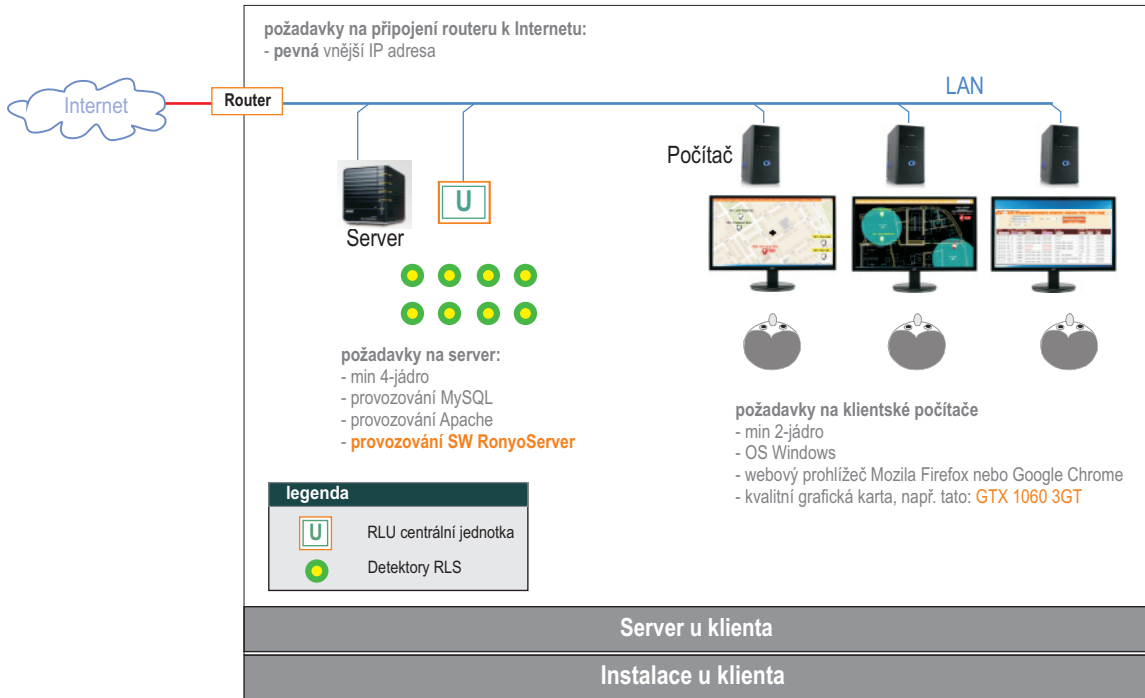 požadavky na připojení routeru k Internetu:
- pevná vnější IP adresa
Internet
Router
LAN
Počítač
Server
U
požadavky na server:
- min 4-jádro
- provozování MySQL
- provozování Apache
- provozování SW RonyoServer
požadavky na klientské počítače
- min 2-jádro
- OS Windows
- webový prohlížeč Mozila Firefox nebo Google Chrome
- kvalitní grafická karta, např. tato: GTX 1060 3GT
legenda
U
RLU centrální jednotka
Detektory RLS
Server u klienta
Instalace u klienta